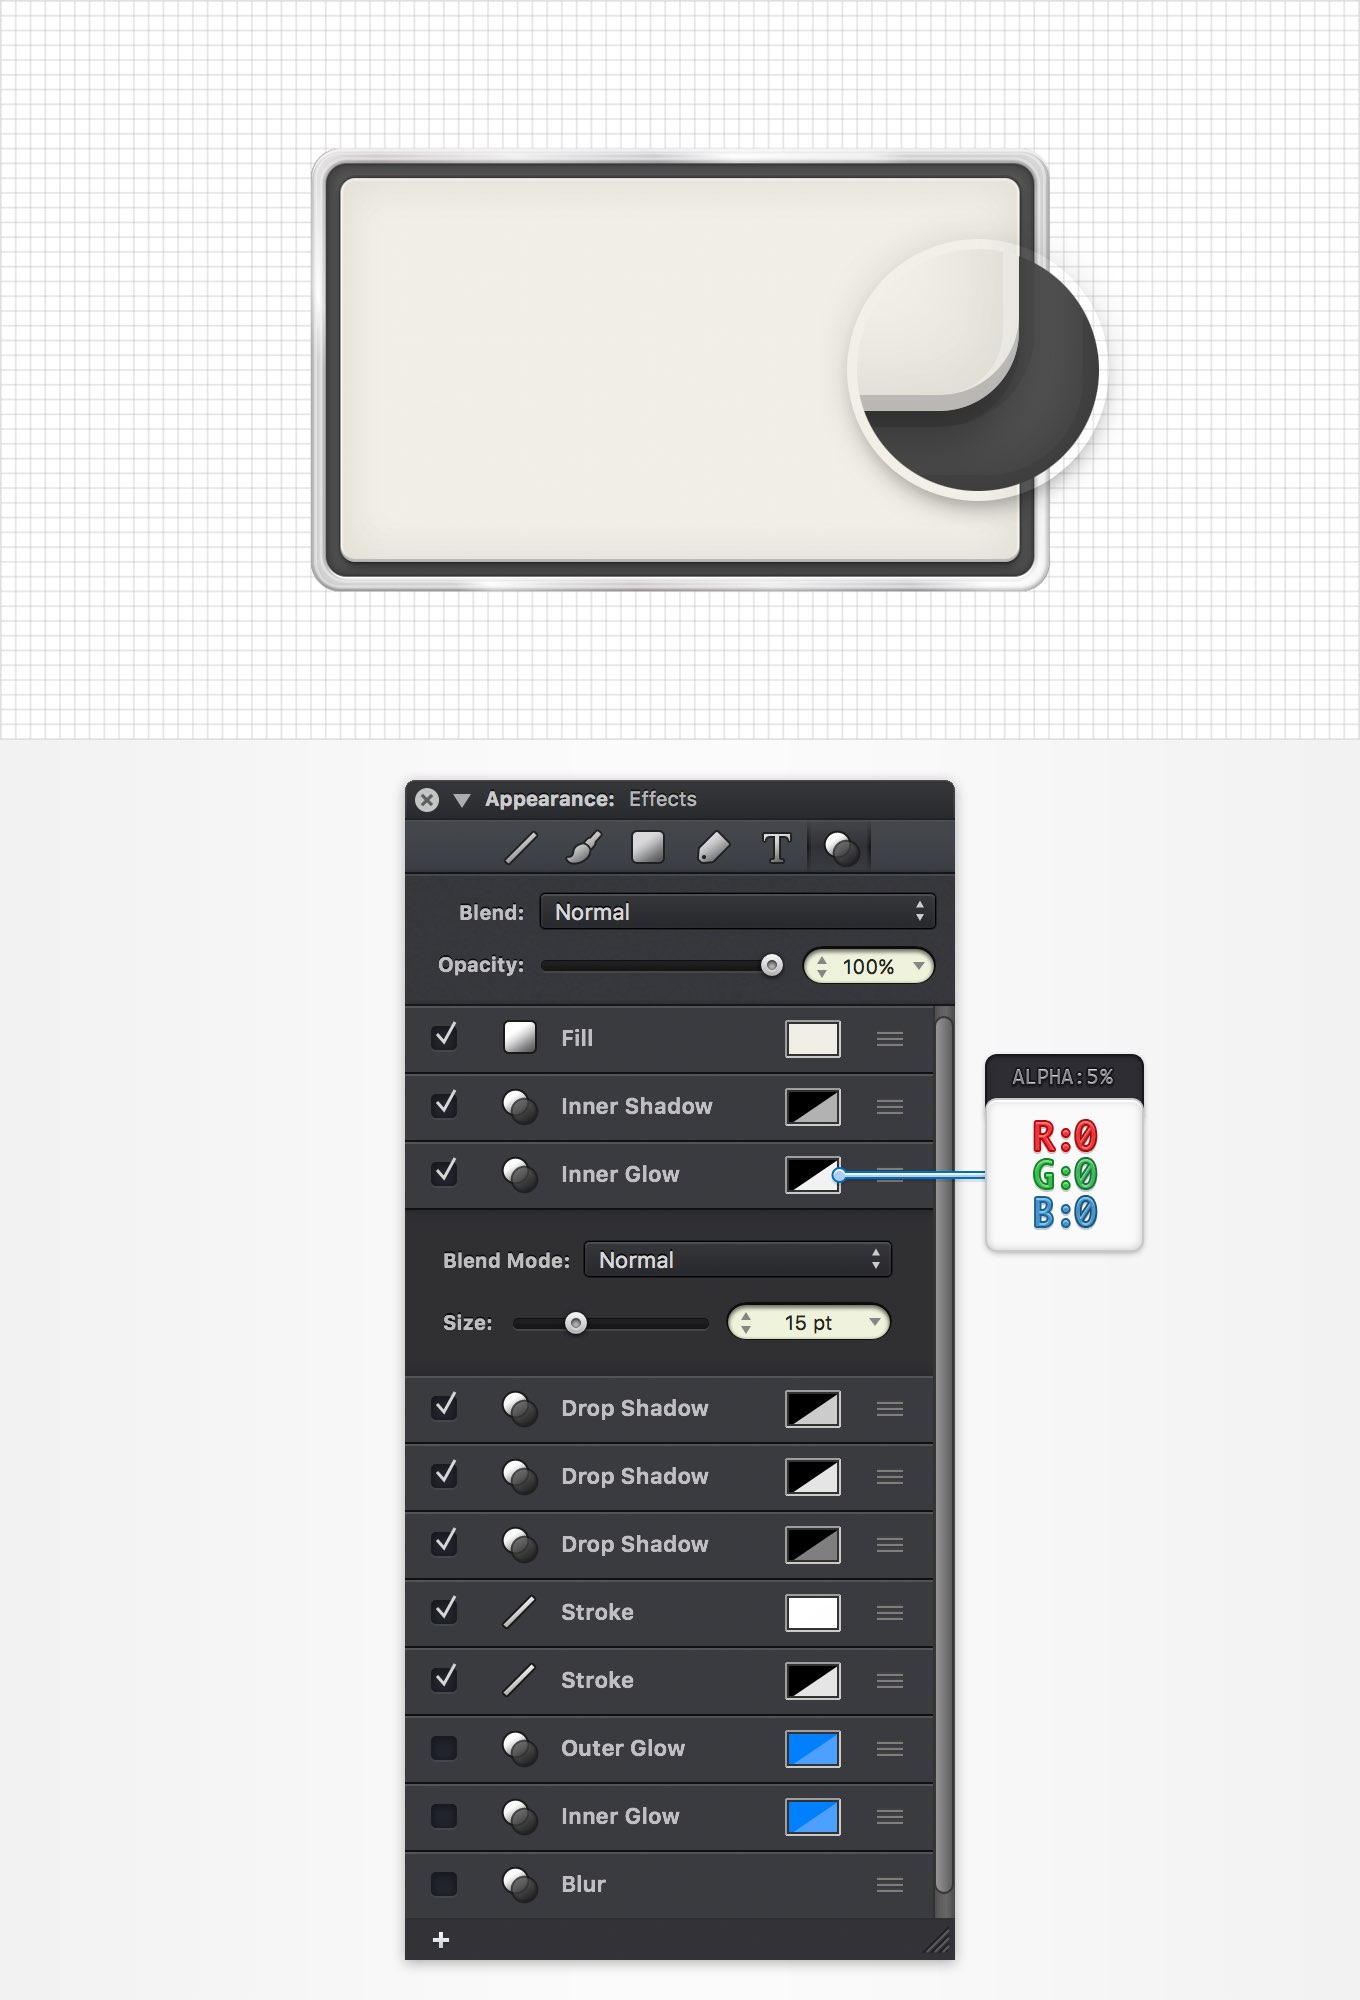 Appearance: Effects
T
Blend: Normal
Opacity: 100%
Fill
Inner Shadow
Inner Glow
ALPHA:5%
R:0
G:0
B:0
Blend Mode: Normal
Size: 15 pt
Drop Shadow
Drop Shadow
Drop Shadow
Stroke
Stroke
Outer Glow
Inner Glow
Blur
+